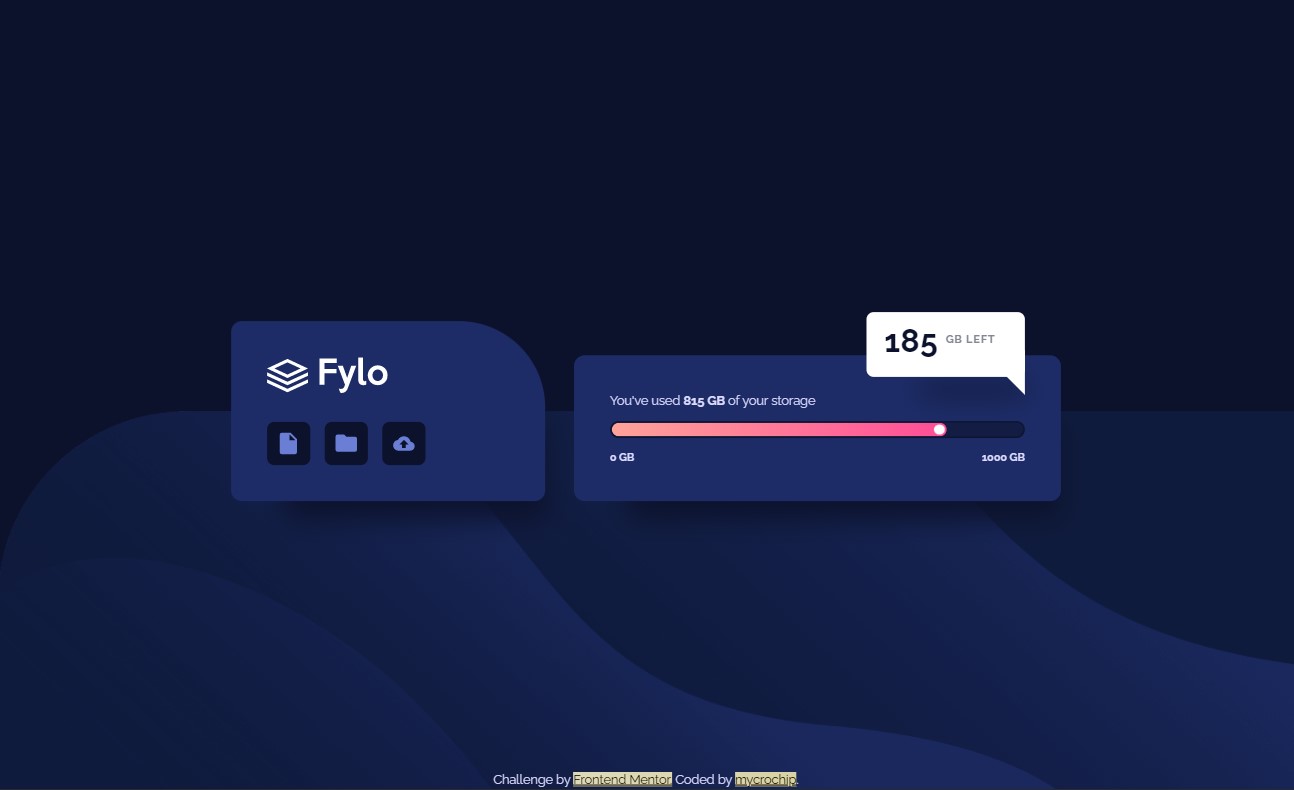 Fylo
185 GB LEFT
You've used 815 GB of your storage
0 GB 1000 GB
Challenge by Frontend Mentor Coded by mycrochip.